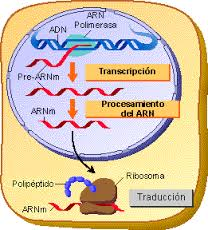 ARN
Polimerasa
ADN
Transcripción
Pre-ARNm
Procesamiento
del ARN
ARNm
Ribosoma
Polipéptido
Traducción
ARNm